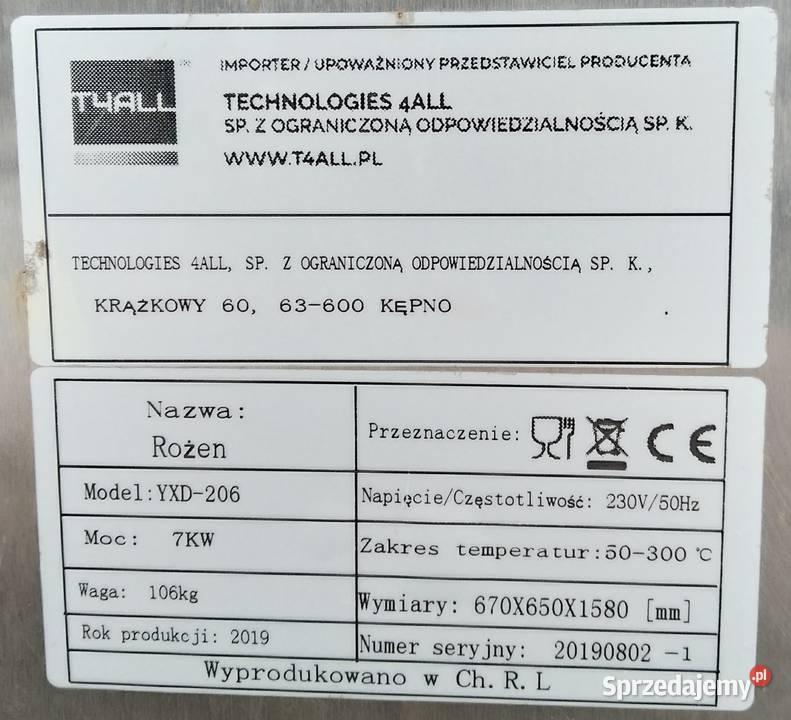 T4ALL
IMPORTER / UPOWAŻNIONY PRZEDSTAWICIEL PRODUCENTA
TECHNOLOGIES 4ALL
SP. Z OGRANICZONĄ ODPOWIEDZIALNOŚCIĄ SP. K.
WWW.T4ALL.PL
TECHNOLOGIES 4ALL, SP. Z OGRANICZONĄ ODPOWIEDZIALNOŚCIĄ SP. K.,
KRĄŻKOWY 60, 63-600 KĘPNO
Nazwa:
Rożen
Przeznaczenie: CE
Model:YXD-206
Napięcie/Częstotliwość: 230V/50Hz
Moc: 7KW
Zakres temperatur:50-300 ℃
Waga: 106kg
Wymiary: 670X650X1580 [mm]
Rok produkcji: 2019
Numer seryjny: 20190802 -1
Wyprodukowano w Ch. R. L
Sprzedajemy.pl